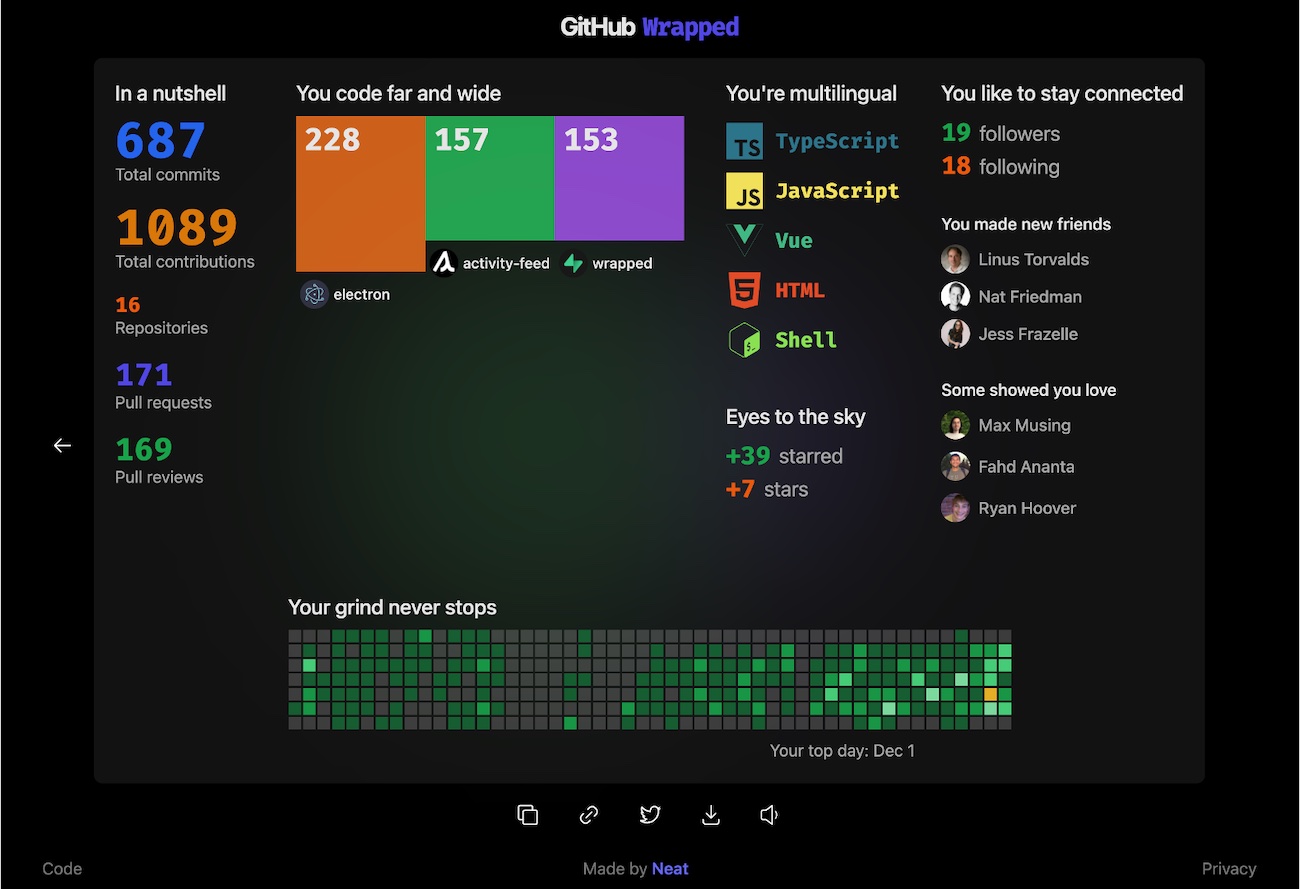 GitHub Wrapped
In a nutshell
687
Total commits
1089
Total contributions
16
Repositories
171
Pull requests
169
Pull reviews
You code far and wide
228
157
153
electron
activity-feed
wrapped
You're multilingual
TS TypeScript
JS JavaScript
Vue
5 HTML
$_ Shell
Eyes to the sky
+39 starred
+7 stars
You like to stay connected
19 followers
18 following
You made new friends
Linus Torvalds
Nat Friedman
Jess Frazelle
Some showed you love
Max Musing
Fahd Ananta
Ryan Hoover
Your grind never stops
Your top day: Dec 1
Code
Made by Neat
Privacy